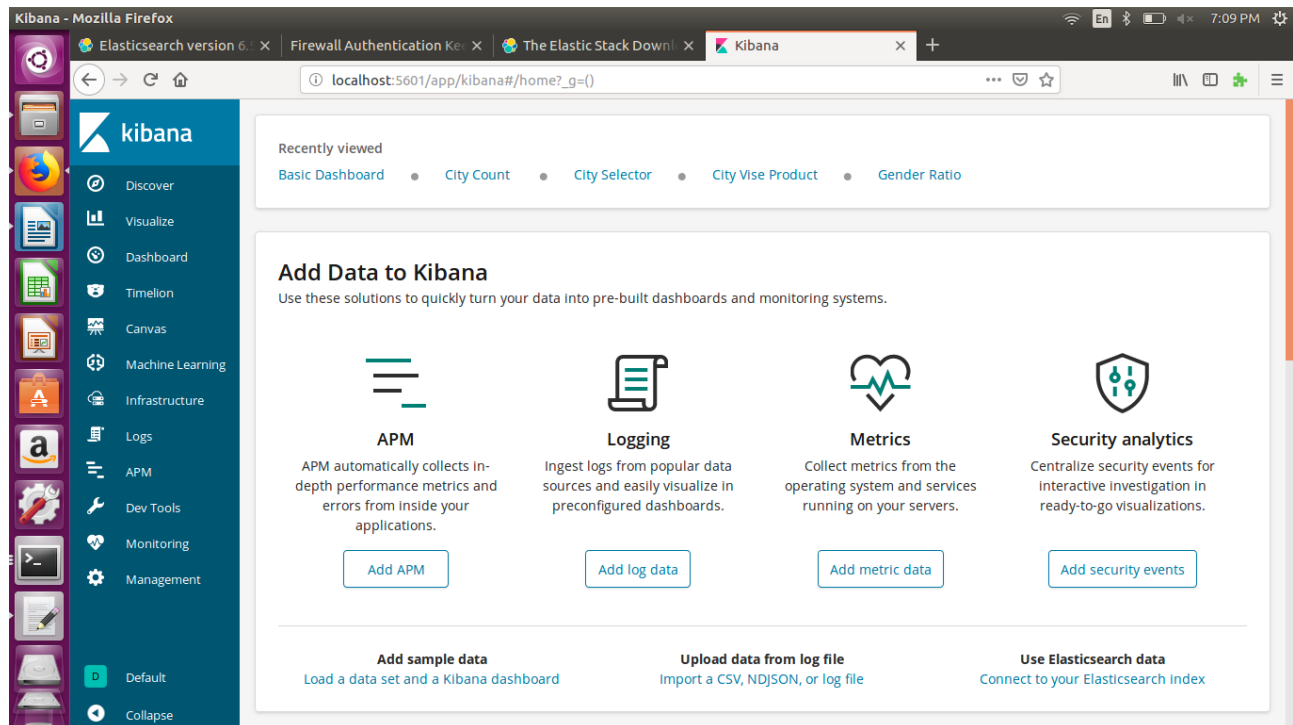 Kibana - Mozilla Firefox
En
7:09 PM
Elasticsearch version 6.5
Firewall Authentication Kee
The Elastic Stack Downl
Kibana
localhost:5601/app/kibana#/home?_g=()
kibana
Discover
Visualize
Dashboard
Timelion
Canvas
Machine Learning
Infrastructure
Logs
APM
Dev Tools
Monitoring
Management
D Default
Collapse
Recently viewed
Basic Dashboard
City Count
City Selector
City Vise Product
Gender Ratio
Add Data to Kibana
Use these solutions to quickly turn your data into pre-built dashboards and monitoring systems.
APM
APM automatically collects in-
depth performance metrics and
errors from inside your
applications.
Add APM
Logging
Ingest logs from popular data
sources and easily visualize in
preconfigured dashboards.
Add log data
Metrics
Collect metrics from the
operating system and services
running on your servers.
Add metric data
Security analytics
Centralize security events for
interactive investigation in
ready-to-go visualizations.
Add security events
Add sample data
Load a data set and a Kibana dashboard
Upload data from log file
Import a CSV, NDJSON, or log file
Use Elasticsearch data
Connect to your Elasticsearch index